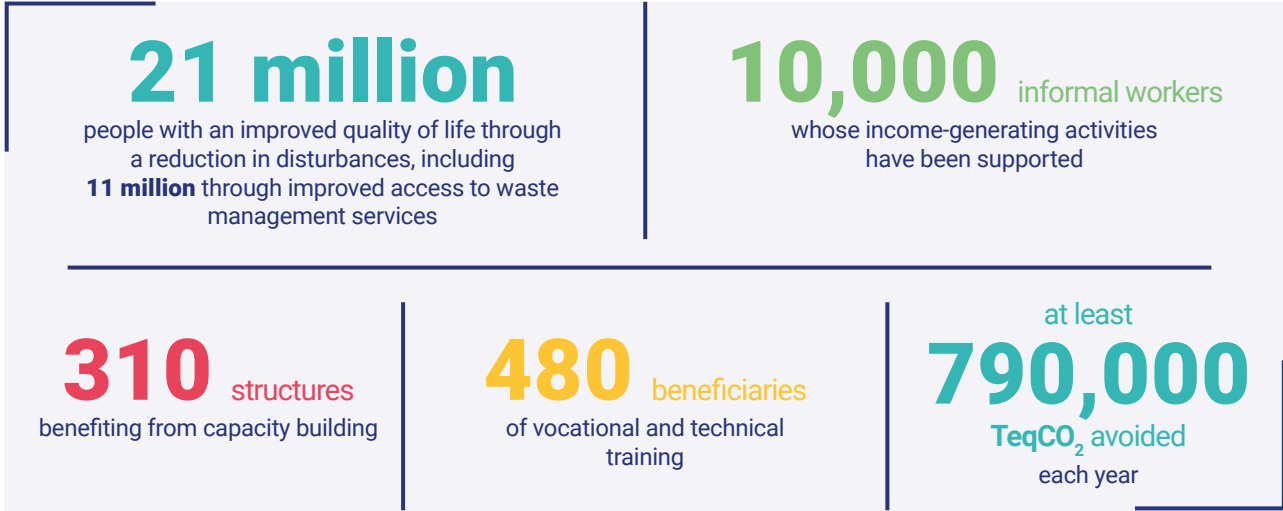 21 million
people with an improved quality of life through
a reduction in disturbances, including
11 million through improved access to waste
management services
10,000 informal workers
whose income-generating activities
have been supported
310 structures
benefiting from capacity building
480 beneficiaries
of vocational and technical
training
at least
790,000
TeqCO₂ avoided
each year